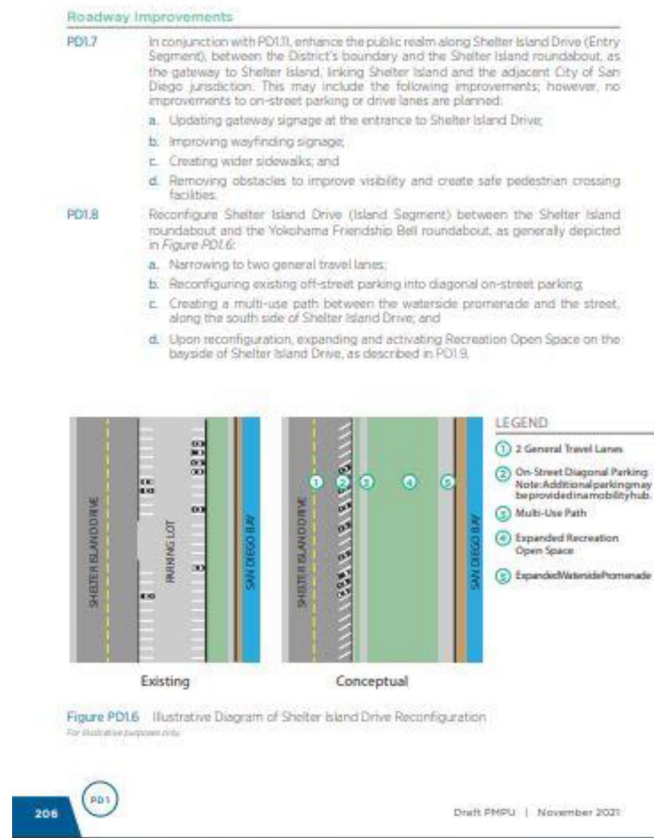 Roadway Improvements
PD1.7 In conjunction with PD1.11, enhance the public realm along Shelter Island Drive (Entry
Segment), between the District's boundary and the Shelter Island roundabout, as
the gateway to Shelter Island, linking Shelter Island and the adjacent City of San
Diego jurisdiction. This may include the following improvements; however, no
improvements to on-street parking or drive lanes are planned:
a. Updating gateway signage at the entrance to Shelter Island Drive;
b. Improving wayfinding signage;
c. Creating wider sidewalks; and
d. Removing obstacles to improve visibility and create safe pedestrian crossing
facilities.
PD1.8 Reconfigure Shelter Island Drive (Island Segment) between the Shelter Island
roundabout and the Yokohama Friendship Bell roundabout, as generally depicted
in Figure PD1.6:
a. Narrowing to two general travel lanes;
b. Reconfiguring existing off-street parking into diagonal on-street parking;
c. Creating a multi-use path between the waterside promenade and the street,
along the south side of Shelter Island Drive; and
d. Upon reconfiguration, expanding and activating Recreation Open Space on the
bayside of Shelter Island Drive, as described in PD1.9.
SHELTER ISLAND DRIVE
PARKING LOT
SAN DIEGO BAY
Existing
SHELTER ISLAND DRIVE
1 2 3 4 5
SAN DIEGO BAY
Conceptual
LEGEND
1 2 General Travel Lanes
2 On-Street Diagonal Parking
Note: Additional parking may
be provided in a mobility hub.
3 Multi-Use Path
4 Expanded Recreation
Open Space
5 Expanded Waterside Promenade
Figure PD1.6 Illustrative Diagram of Shelter Island Drive Reconfiguration
For illustrative purposes only
206
PD1
Draft PMPU | November 2021